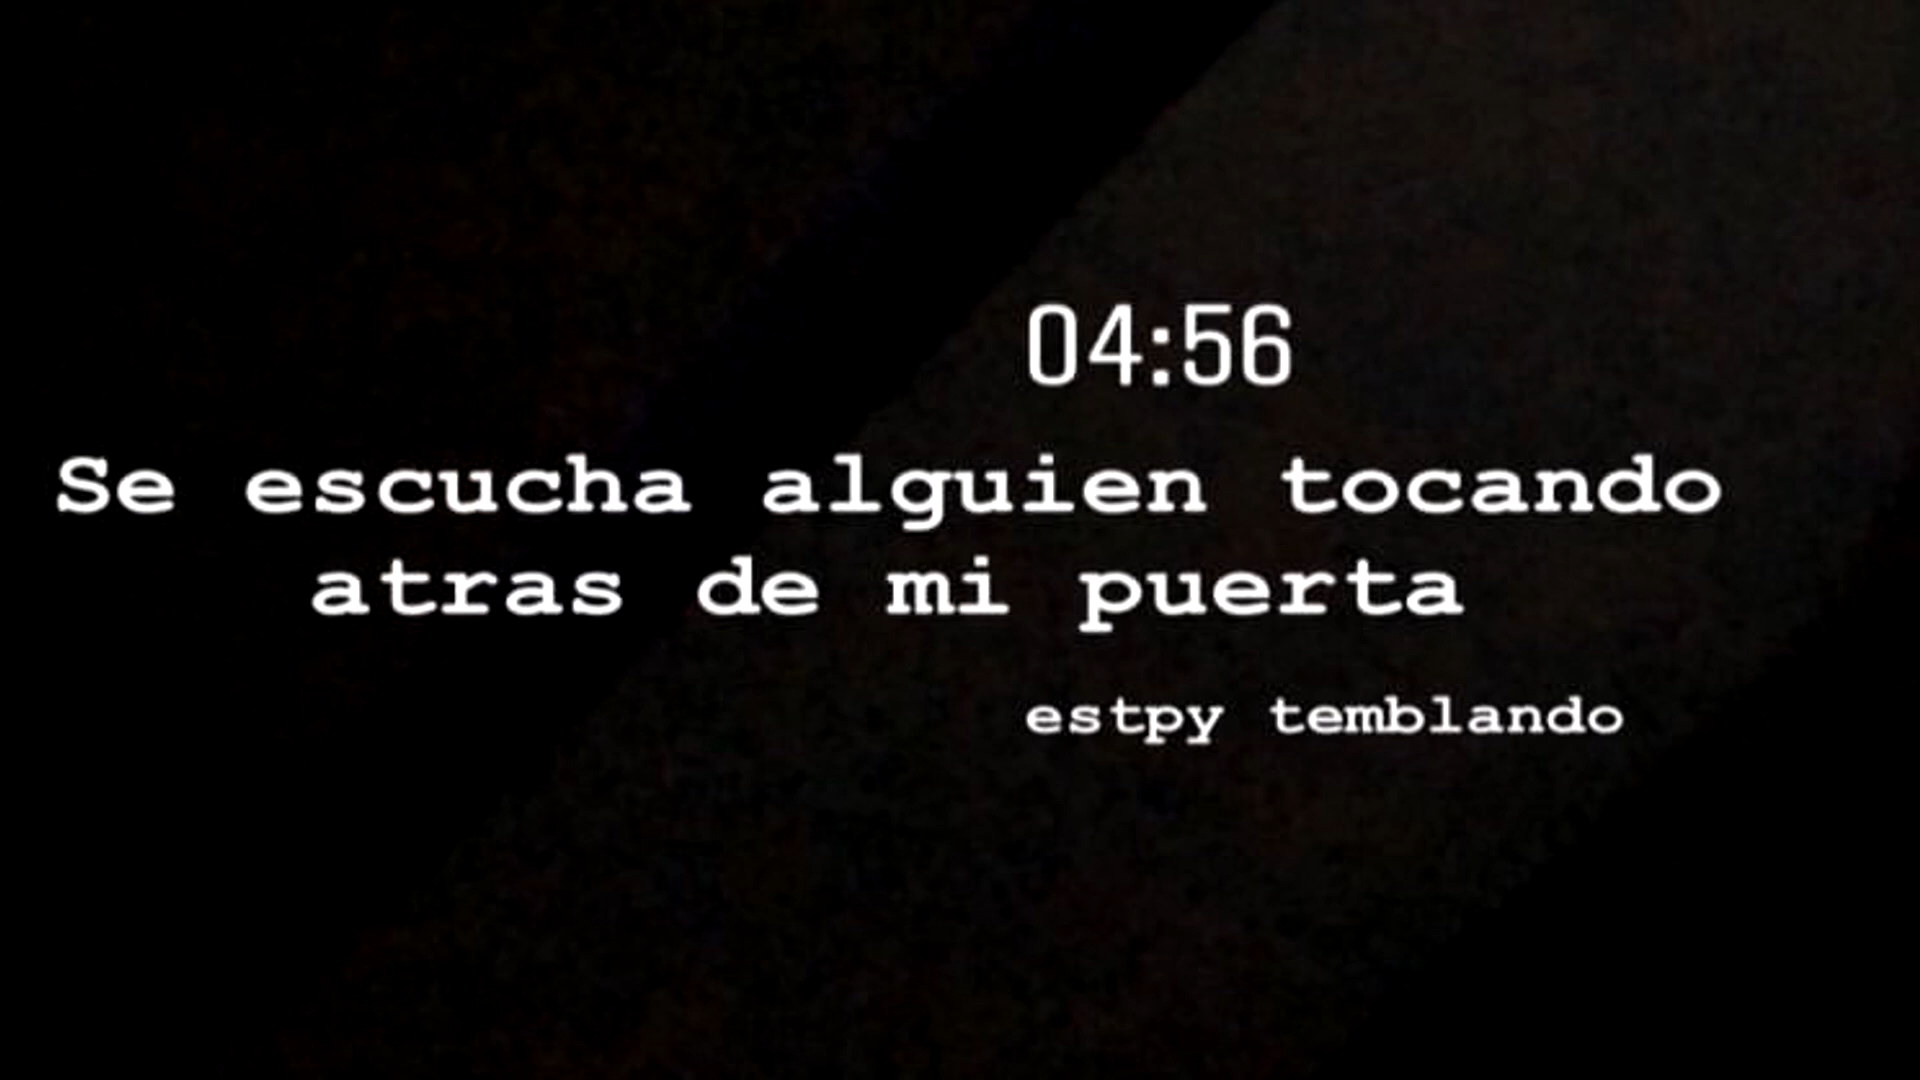 04:56
Se escucha alguien tocando
atras de mi puerta
estpy temblando